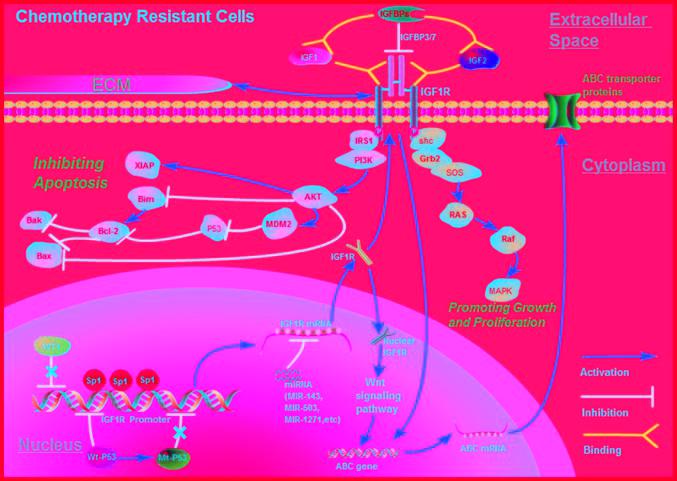 Chemotherapy Resistant Cells
IGFBPs
Extracellular
Space
IGFBP3/7
IGF1
IGF2
ECM
IGF1R
ABC transporter
proteins
IRS1
shc
PI3K
Grb2
SOS
Cytoplasm
Inhibiting
Apoptosis
XIAP
Bim
AKT
RAS
Bak
Bcl-2
P53
MDM2
Raf
Bax
IGF1R
MAPK
Promoting Growth
and Proliferation
IGF1R mRNA
Nuclear
IGF1R
Sp1
Sp1
Sp1
miRNA
(MIR-143,
MIR-503,
MIR-1271,etc)
Wnt
signaling
pathway
Activation
Inhibition
IGF1R Promoter
Nucleus
Wt-P53
Mt-P53
ABC gene
ABC mRNA
Binding